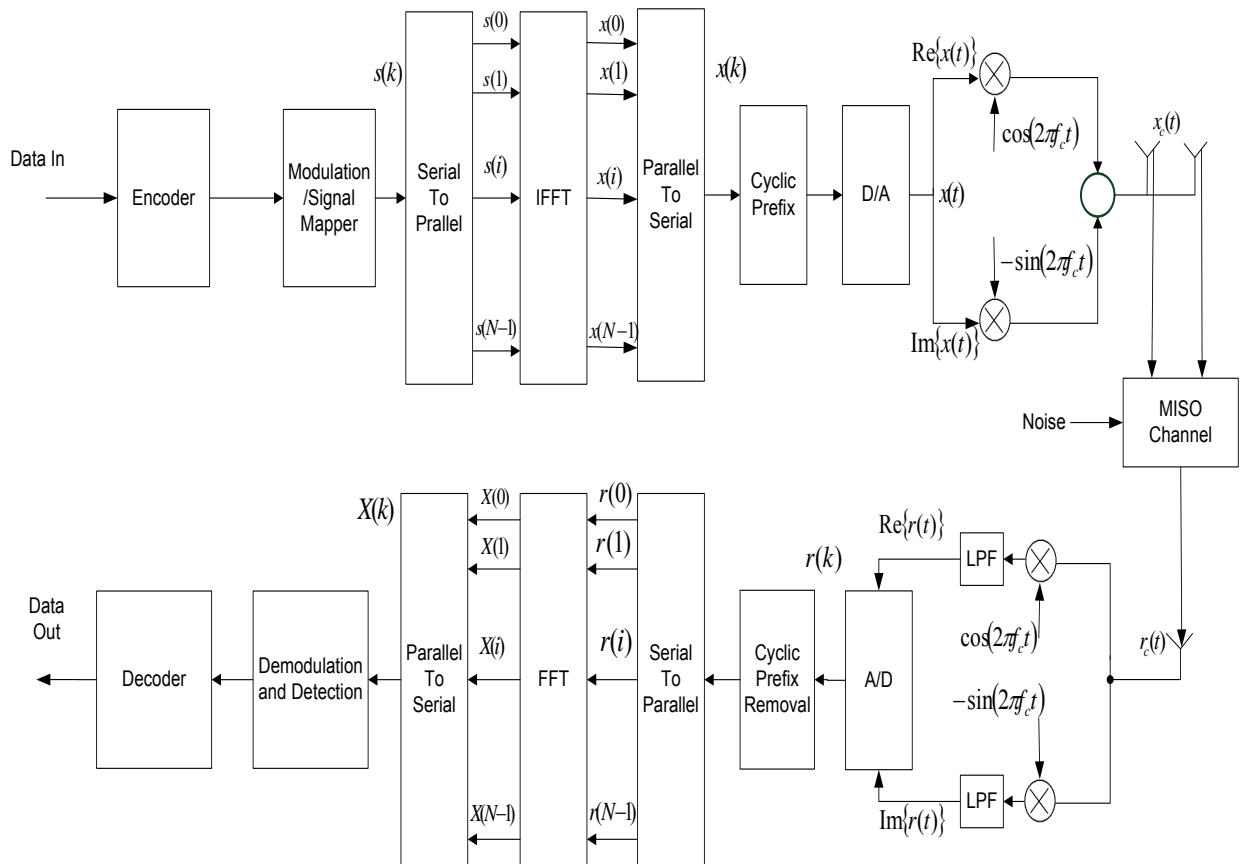 Data In
Encoder
Modulation
/Signal
Mapper
s(k)
Serial
To
Prallel
s(0)
s(1)
s(i)
s(N−1)
IFFT
x(0)
x(1)
x(i)
x(N−1)
Parallel
To
Serial
x(k)
Cyclic
Prefix
D/A
x(t)
Re{x(t)}
cos(2πf_c t)
−sin(2πf_c t)
Im{x(t)}
x_c(t)
Noise
MISO
Channel
r_c(t)
cos(2πf_c t)
−sin(2πf_c t)
LPF
LPF
Re{r(t)}
Im{r(t)}
r(k)
A/D
Cyclic
Prefix
Removal
Serial
To
Parallel
r(0)
r(1)
r(i)
r(N−1)
FFT
X(0)
X(1)
X(i)
X(N−1)
X(k)
Parallel
To
Serial
Demodulation
and Detection
Decoder
Data
Out